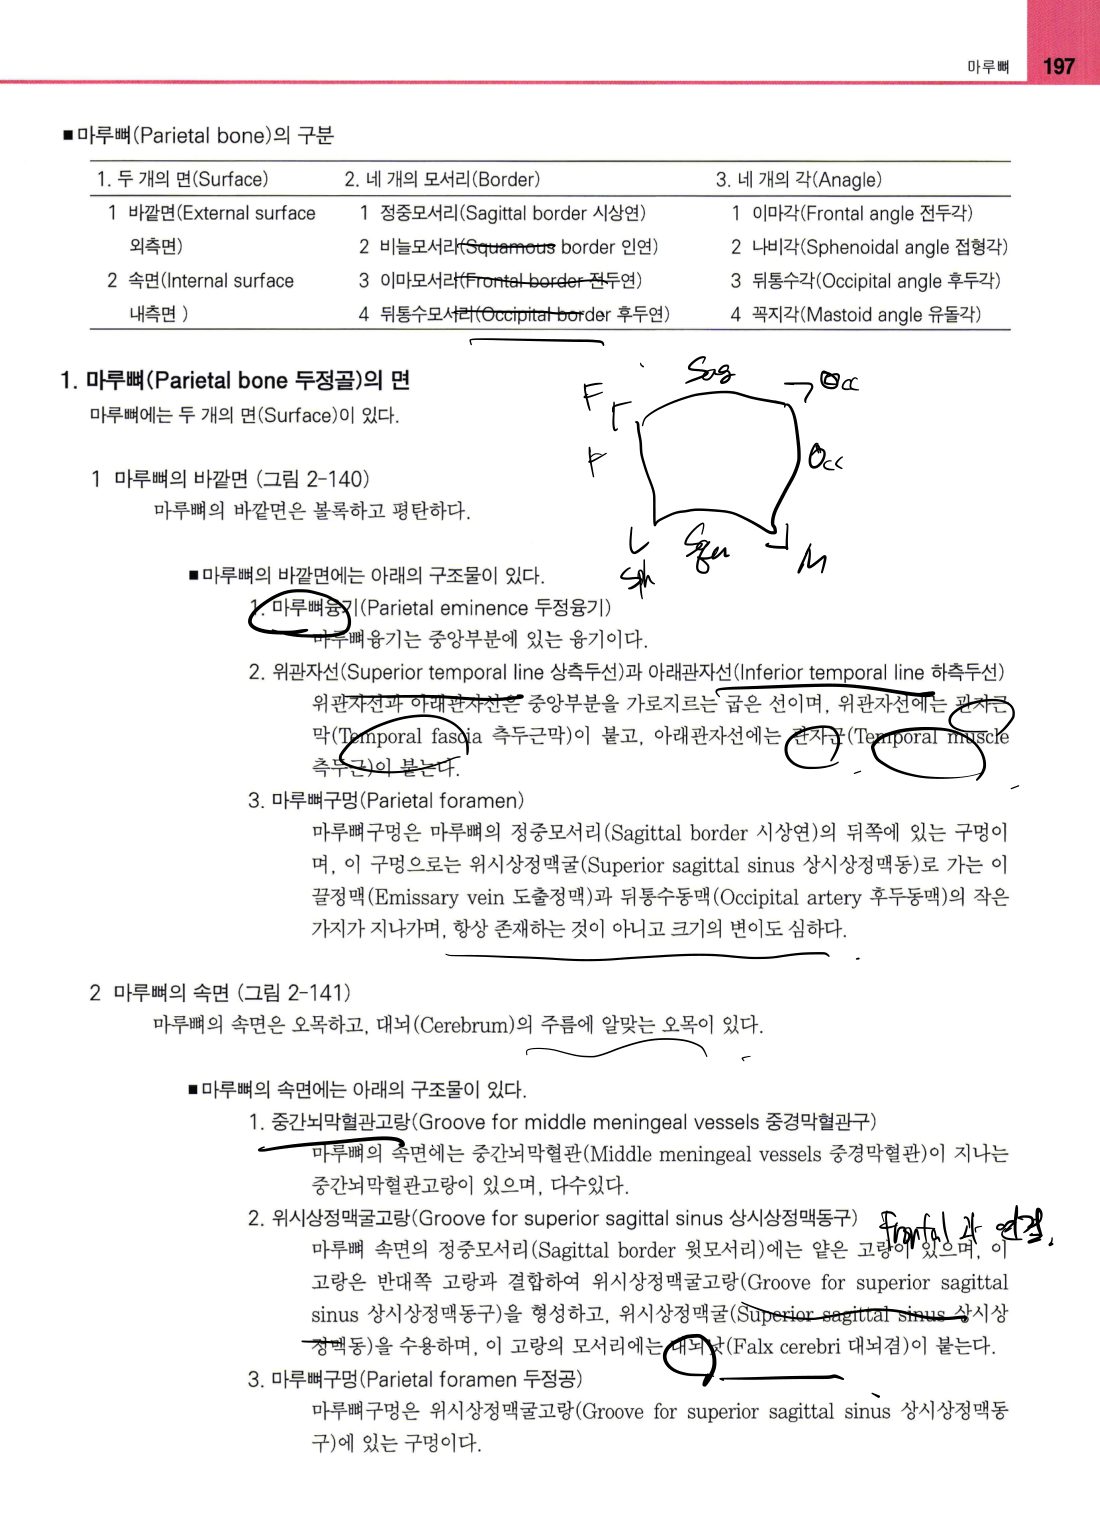 마루뼈 197
■ 마루뼈(Parietal bone)의 구분
1. 두 개의 면(Surface) 2. 네 개의 모서리(Border) 3. 네 개의 각(Anagle)
1 바깥면(External surface 1 정중모서리(Sagittal border 시상연) 1 이마각(Frontal angle 전두각)
외측면) 2 비늘모서리(Squamous border 인연) 2 나비각(Sphenoidal angle 접형각)
2 속면(Internal surface 3 이마모서리(Frontal border 전두연) 3 뒤통수각(Occipital angle 후두각)
내측면 ) 4 뒤통수모서리(Occipital border 후두연) 4 꼭지각(Mastoid angle 유돌각)
1. 마루뼈(Parietal bone 두정골)의 면
마루뼈에는 두 개의 면(Surface)이 있다.
Sag
F
Occ
F
Occ
1 마루뼈의 바깥면 (그림 2-140)
마루뼈의 바깥면은 볼록하고 평탄하다.
Squ
Sph
M
■ 마루뼈의 바깥면에는 아래의 구조물이 있다.
1. 마루뼈융기(Parietal eminence 두정융기)
마루뼈융기는 중앙부분에 있는 융기이다.
2. 위관자선(Superior temporal line 상측두선)과 아래관자선(Inferior temporal line 하측두선)
위관자선과 아래관자선은 중앙부분을 가로지르는 굽은 선이며, 위관자선에는 관자근
막(Temporal fascia 측두근막)이 붙고, 아래관자선에는 관자근(Temporal muscle
측두근)이 붙는다.
3. 마루뼈구멍(Parietal foramen)
마루뼈구멍은 마루뼈의 정중모서리(Sagittal border 시상연)의 뒤쪽에 있는 구멍이
며, 이 구멍으로는 위시상정맥굴(Superior sagittal sinus 상시상정맥동)로 가는 이
끌정맥(Emissary vein 도출정맥)과 뒤통수동맥(Occipital artery 후두동맥)의 작은
가지가 지나가며, 항상 존재하는 것이 아니고 크기의 변이도 심하다.
2 마루뼈의 속면 (그림 2-141)
마루뼈의 속면은 오목하고, 대뇌(Cerebrum)의 주름에 알맞는 오목이 있다.
■ 마루뼈의 속면에는 아래의 구조물이 있다.
1. 중간뇌막혈관고랑(Groove for middle meningeal vessels 중경막혈관구)
마루뼈의 속면에는 중간뇌막혈관(Middle meningeal vessels 중경막혈관)이 지나는
중간뇌막혈관고랑이 있으며, 다수있다.
2. 위시상정맥굴고랑(Groove for superior sagittal sinus 상시상정맥동구)
Frontal 과 연결.
마루뼈 속면의 정중모서리(Sagittal border 윗모서리)에는 얕은 고랑이 있으며, 이
고랑은 반대쪽 고랑과 결합하여 위시상정맥굴고랑(Groove for superior sagittal
sinus 상시상정맥동구)을 형성하고, 위시상정맥굴(Superior sagittal sinus 상시상
정맥동)을 수용하며, 이 고랑의 모서리에는 대뇌낫(Falx cerebri 대뇌겸)이 붙는다.
3. 마루뼈구멍(Parietal foramen 두정공)
마루뼈구멍은 위시상정맥굴고랑(Groove for superior sagittal sinus 상시상정맥동
구)에 있는 구멍이다.